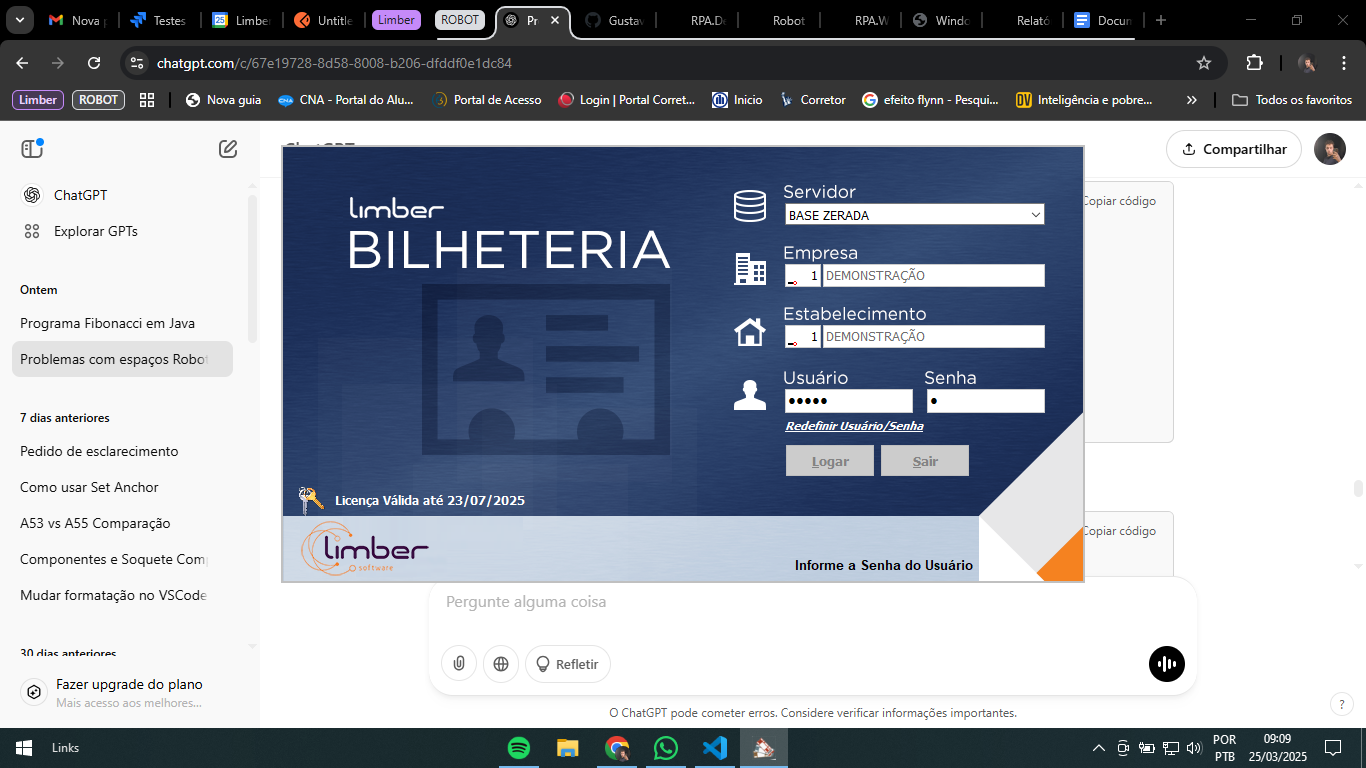 Nova p
Testes
25
Limber
Untitle
Limber
ROBOT
Pr
Gustav
RPA.De
Robot
RPA.W
Windo
Relató
Docum
chatgpt.com/c/67e19728-8d58-8008-b206-dfddf0e1dc84
Limber
ROBOT
Nova guia
CNA - Portal do Alu...
Portal de Acesso
Login | Portal Corret...
Inicio
Corretor
efeito flynn - Pesqui...
Inteligência e pobre...
Todos os favoritos
Compartilhar
ChatGPT
Explorar GPTs
Ontem
Programa Fibonacci em Java
Problemas com espaços Robot
7 dias anteriores
Pedido de esclarecimento
Como usar Set Anchor
A53 vs A55 Comparação
Componentes e Soquete Com
Mudar formatação no VSCode
30 dias anteriores
Fazer upgrade do plano
Mais acesso aos melhores...
Copiar código
limber
BILHETERIA
Servidor
BASE ZERADA
Empresa
1 DEMONSTRAÇÃO
Estabelecimento
1 DEMONSTRAÇÃO
Usuário
Senha
Redefinir Usuário/Senha
Logar
Sair
Licença Válida até 23/07/2025
limber
software
Informe a Senha do Usuário
Copiar código
Pergunte alguma coisa
Refletir
O ChatGPT pode cometer erros. Considere verificar informações importantes.
?
Links
POR
PTB
09:09
25/03/2025